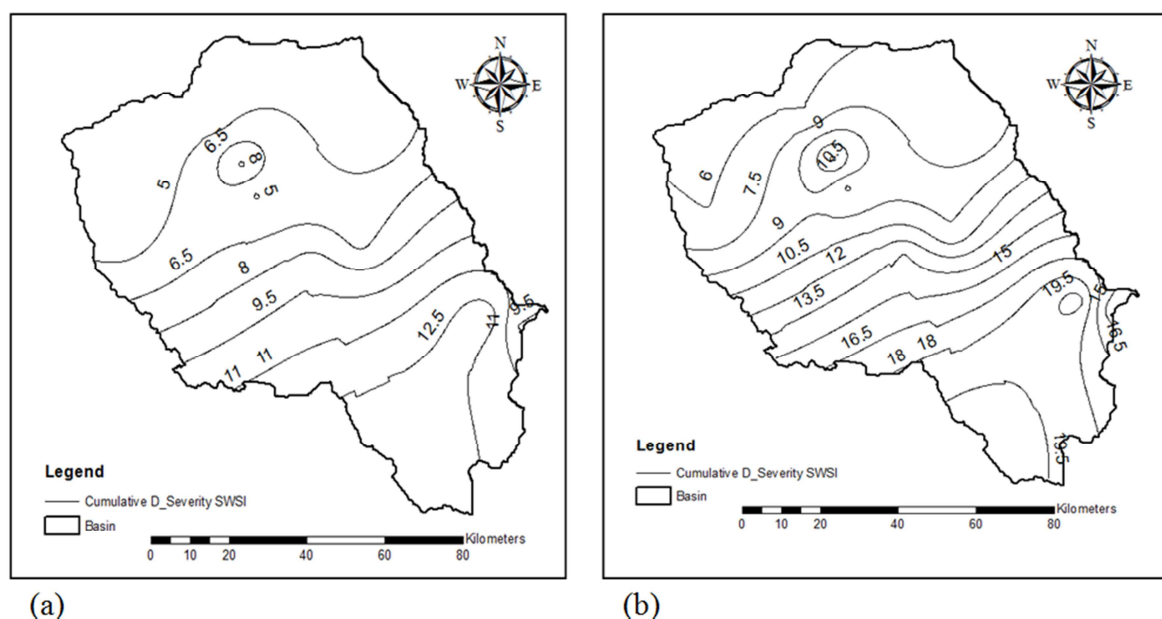 N
W E
S
6.5
8
5
5
6.5
8
9.5
12.5
11
9.5
11
11
Legend
Cumulative D_Severity SWSI
Basin
Kilometers
0 10 20 40 60 80
(a)
N
W E
S
9
10.5
6
7.5
9
10.5
12
15
13.5
19.5
15
16.5
16.5
18 18
19.5
Legend
Cumulative D_Severity SWSI
Basin
Kilometers
0 10 20 40 60 80
(b)